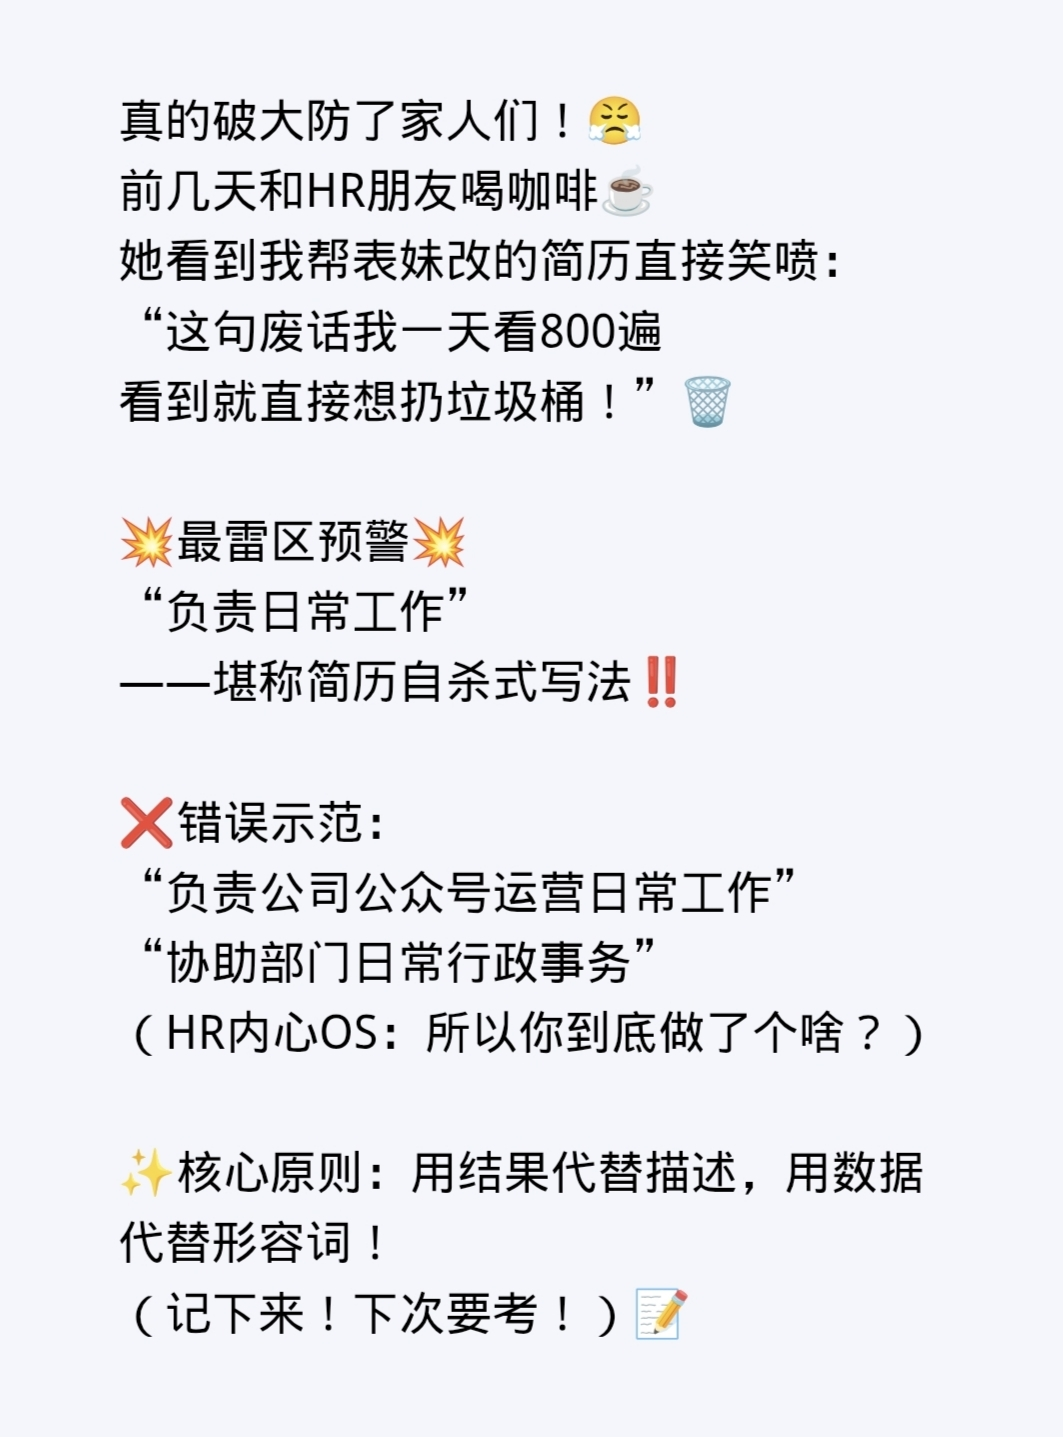 真的破大防了家人们！😤
前几天和HR朋友喝咖啡☕
她看到我帮表妹改的简历直接笑喷：
“这句废话我一天看800遍
看到就直接想扔垃圾桶！”🗑️
💥最雷区预警💥
“负责日常工作”
——堪称简历自杀式写法‼️
❌错误示范：
“负责公司公众号运营日常工作”
“协助部门日常行政事务”
（HR内心OS：所以你到底做了个啥？）
✨核心原则：用结果代替描述，用数据
代替形容词！
（记下来！下次要考！）📝